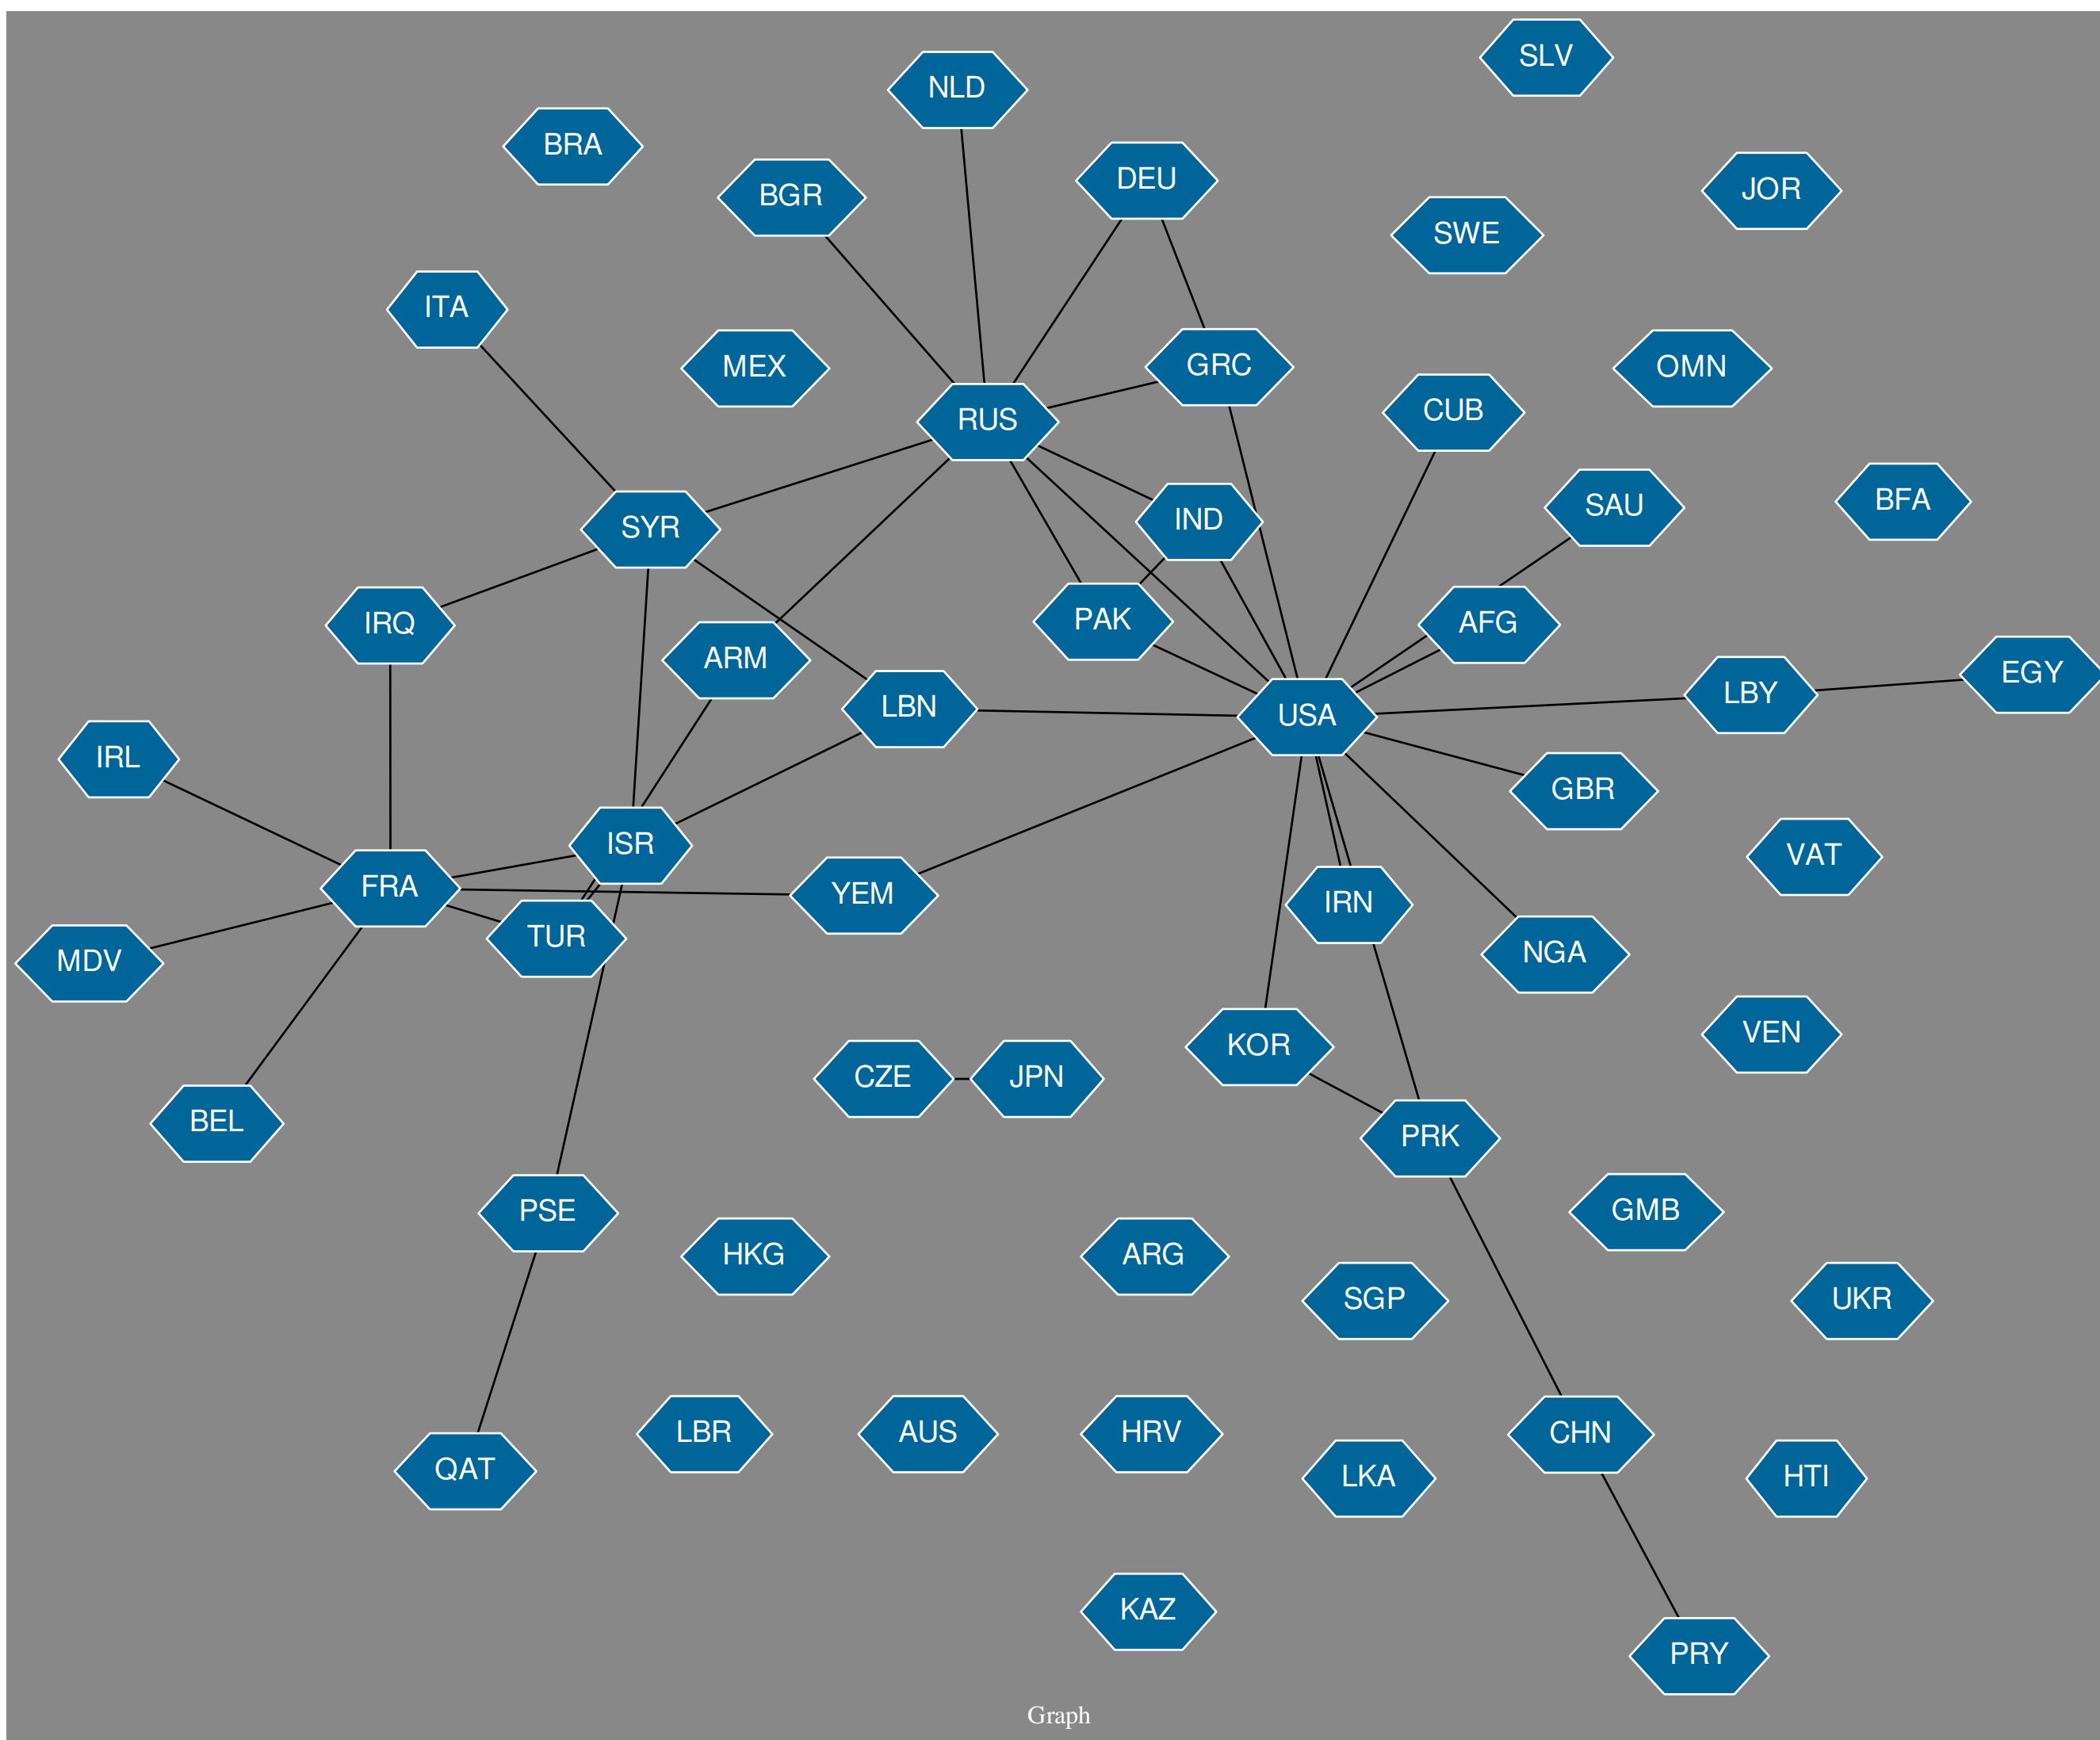 SLV
NLD
BRA
DEU
JOR
BGR
SWE
ITA
GRC
MEX
OMN
CUB
RUS
BFA
SAU
IND
SYR
PAK
IRQ
AFG
ARM
EGY
LBY
LBN
USA
IRL
GBR
ISR
VAT
FRA
YEM
IRN
TUR
NGA
MDV
VEN
KOR
CZE
JPN
BEL
PRK
PSE
GMB
HKG
ARG
SGP
UKR
LBR
AUS
HRV
CHN
QAT
LKA
HTI
KAZ
PRY
Graph